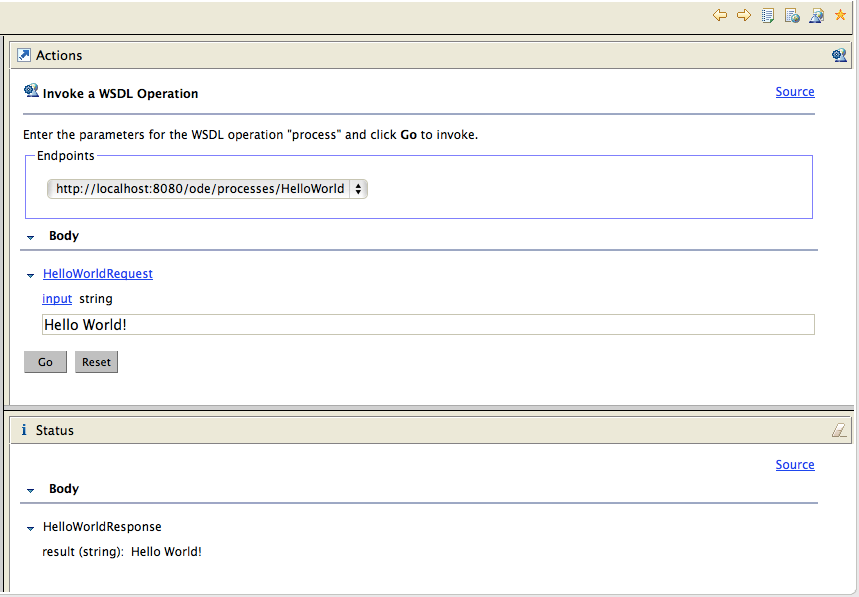 Actions
Invoke a WSDL Operation
Source
Enter the parameters for the WSDL operation "process" and click Go to invoke.
Endpoints
http://localhost:8080/ode/processes/HelloWorld
Body
HelloWorldRequest
input string
Hello World!
Go Reset
i Status
Source
Body
HelloWorldResponse
result (string): Hello World!